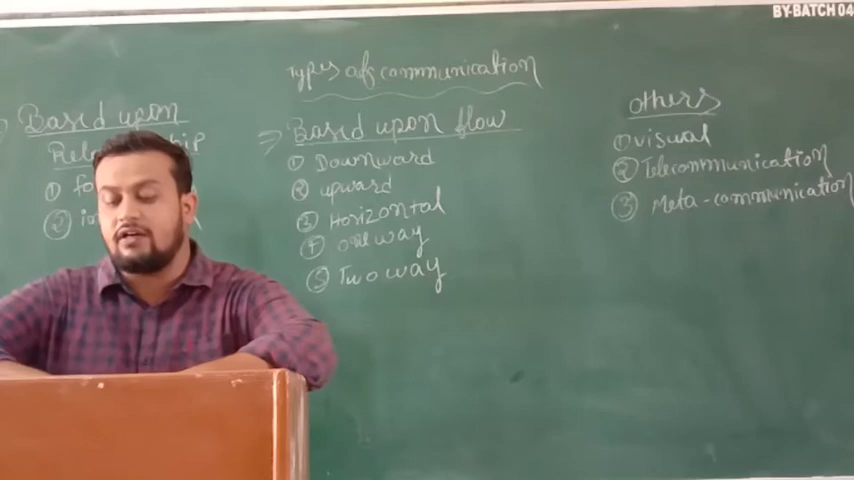 BY-BATCH 04
Types of communication
Based upon
⇒ Based upon flow
① Downward
② upward
③ Horizontal
④ one way
⑤ Two way
others
① visual
② Telecommunication
③ Meta-communication
①
②